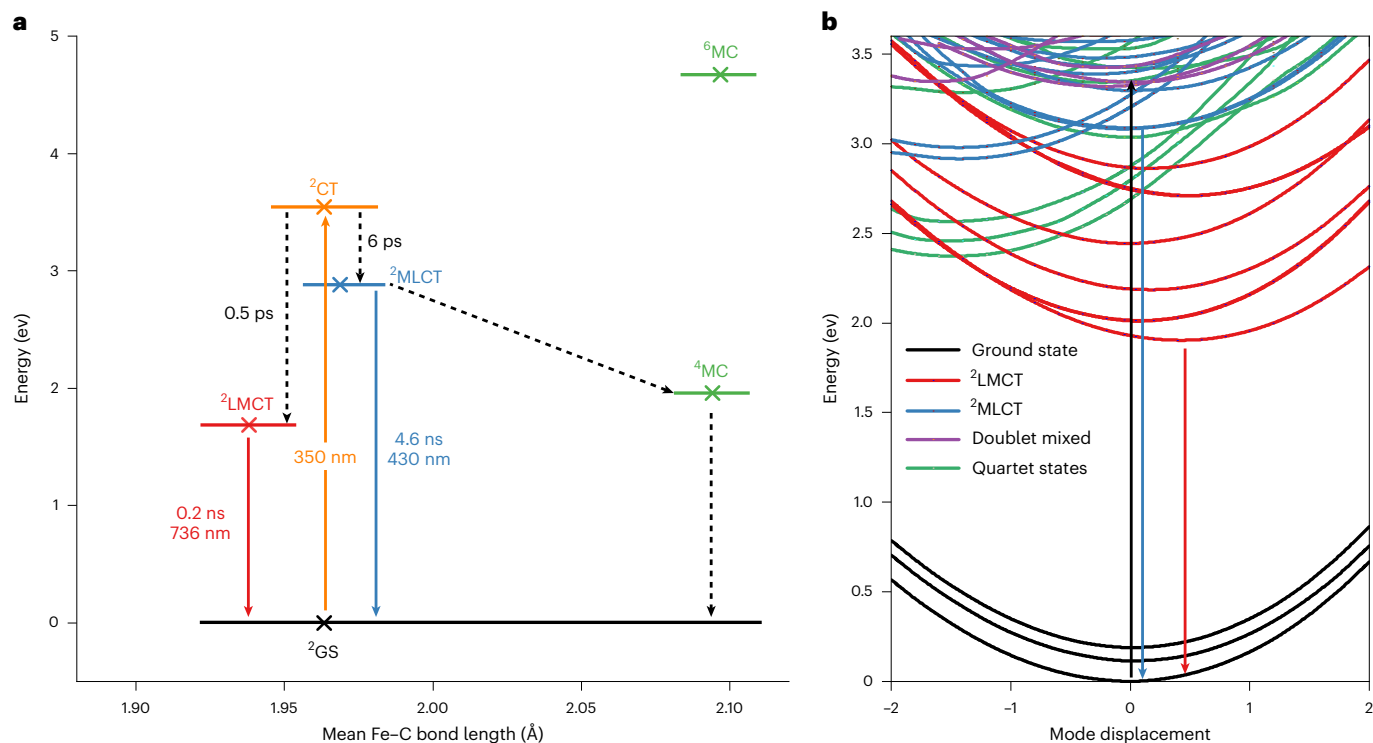 a
5
4
3
2
1
0
Energy (ev)
⁶MC
²CT
6 ps
²MLCT
0.5 ps
⁴MC
²LMCT
4.6 ns
430 nm
350 nm
0.2 ns
736 nm
²GS
1.90
1.95
2.00
2.05
2.10
Mean Fe–C bond length (Å)
b
3.5
3.0
2.5
2.0
1.5
1.0
0.5
0
Energy (ev)
Ground state
²LMCT
²MLCT
Doublet mixed
Quartet states
–2
–1
0
1
2
Mode displacement